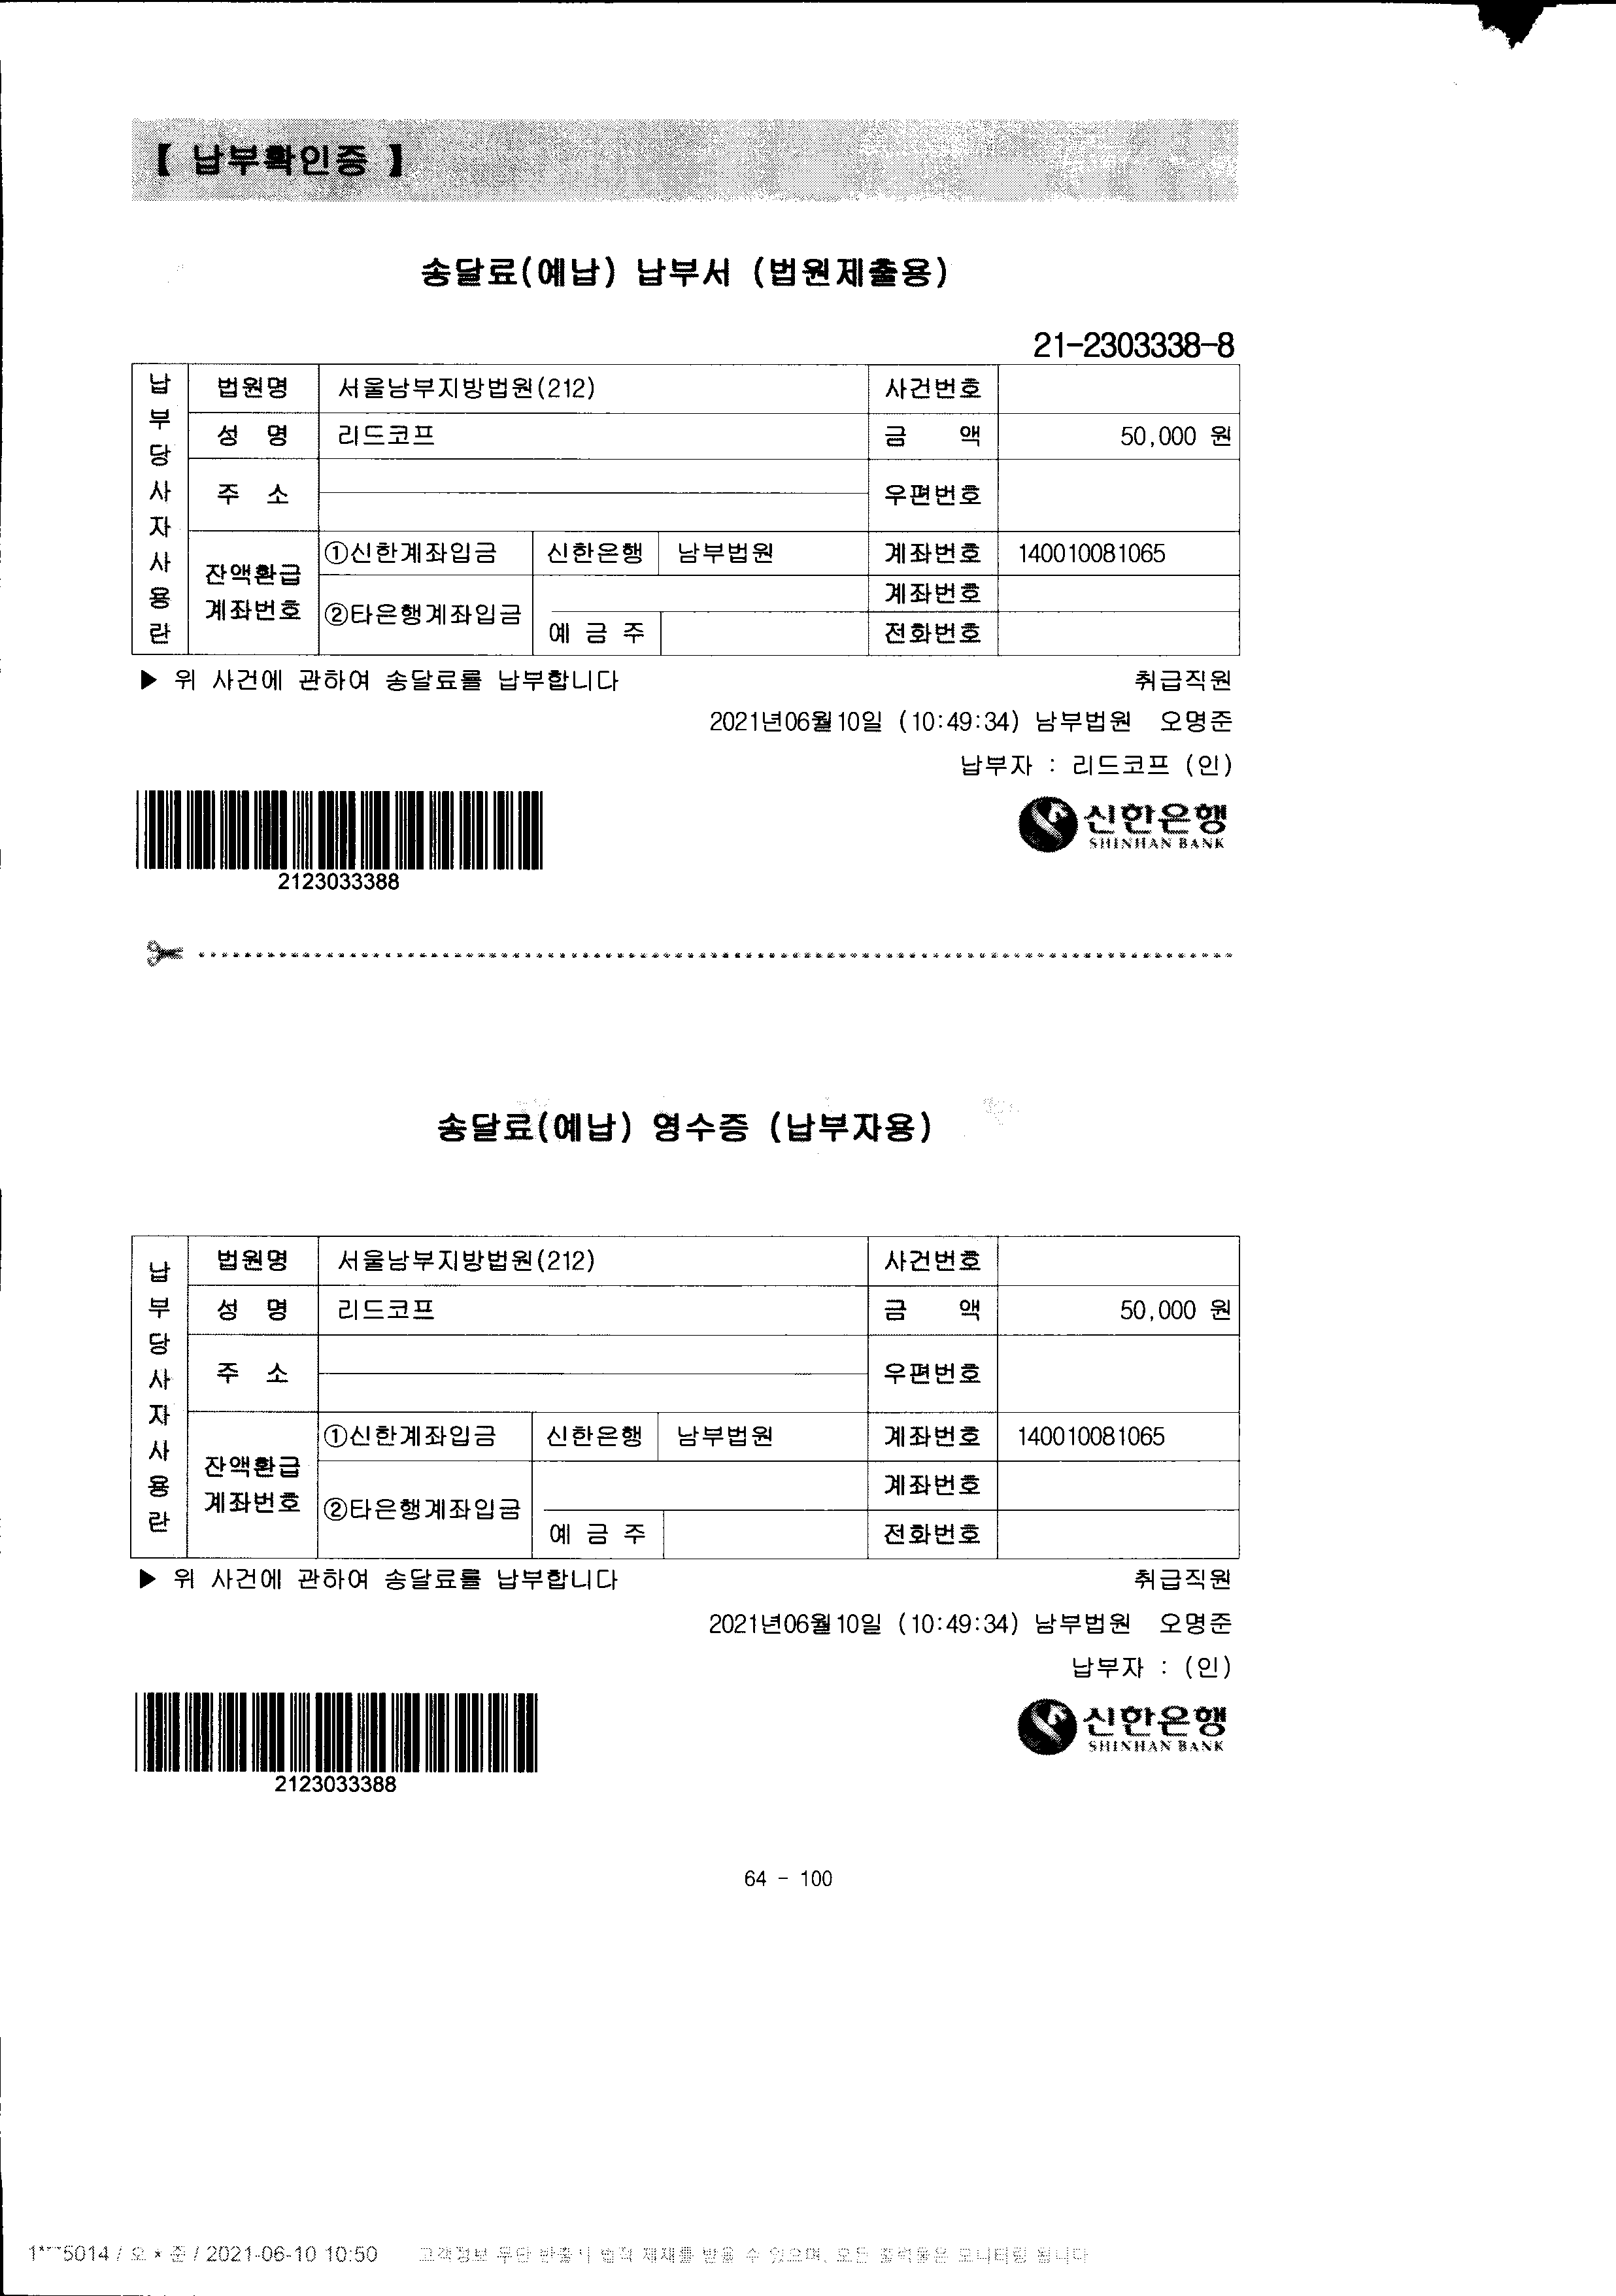 【 납부확인증 】
송달료(예납) 납부서 (법원제출용)
21-2303338-8
납부당사자사용란
법원명 서울남부지방법원(212) 사건번호
성 명 리드코프 금 액 50,000 원
주 소 우편번호
잔액환급 계좌번호 ①신한계좌입금 신한은행 남부법원 계좌번호 140010081065
②타은행계좌입금 계좌번호
예 금 주 전화번호
▶ 위 사건에 관하여 송달료를 납부합니다 취급직원
2021년06월10일 (10:49:34) 남부법원 오명준
납부자 : 리드코프 (인)
신한은행
SHINHAN BANK
2123033388
송달료(예납) 영수증 (납부자용)
납부당사자사용란
법원명 서울남부지방법원(212) 사건번호
성 명 리드코프 금 액 50,000 원
주 소 우편번호
잔액환급 계좌번호 ①신한계좌입금 신한은행 남부법원 계좌번호 140010081065
②타은행계좌입금 계좌번호
예 금 주 전화번호
▶ 위 사건에 관하여 송달료를 납부합니다 취급직원
2021년06월10일 (10:49:34) 남부법원 오명준
납부자 : (인)
신한은행
SHINHAN BANK
2123033388
64 - 100
1***5014 / 오 * 준 / 2021-06-10 10:50 고객정보 무단 반출시 법적 제재를 받을 수 있으며, 모든 출력물은 모니터링 됩니다